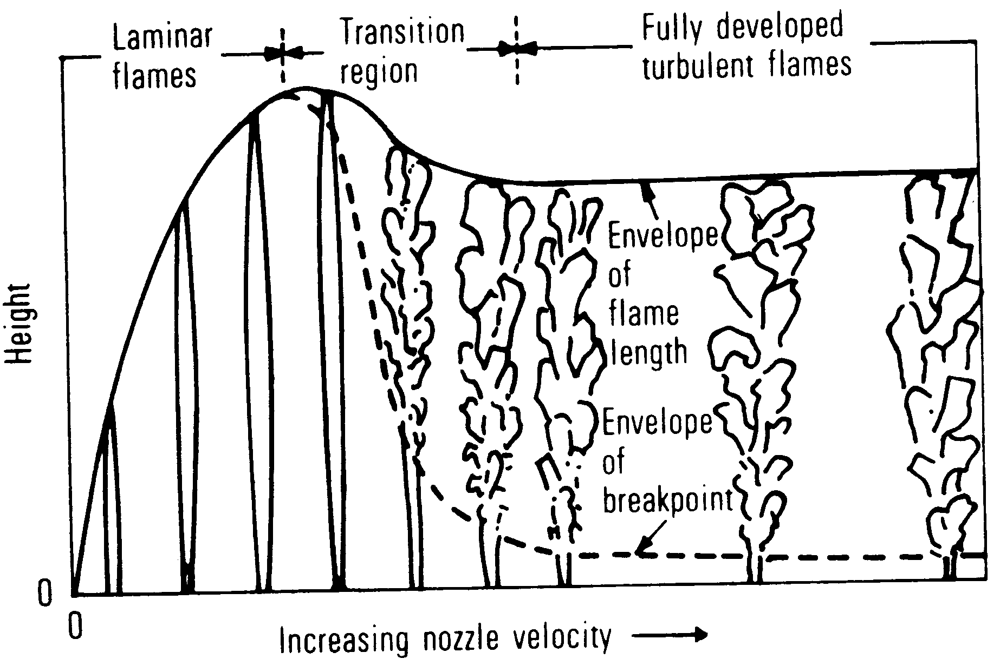 Laminar
flames
Transition
region
Fully developed
turbulent flames
Envelope
of
flame
length
Envelope
of
breakpoint
Height
0
0
Increasing nozzle velocity